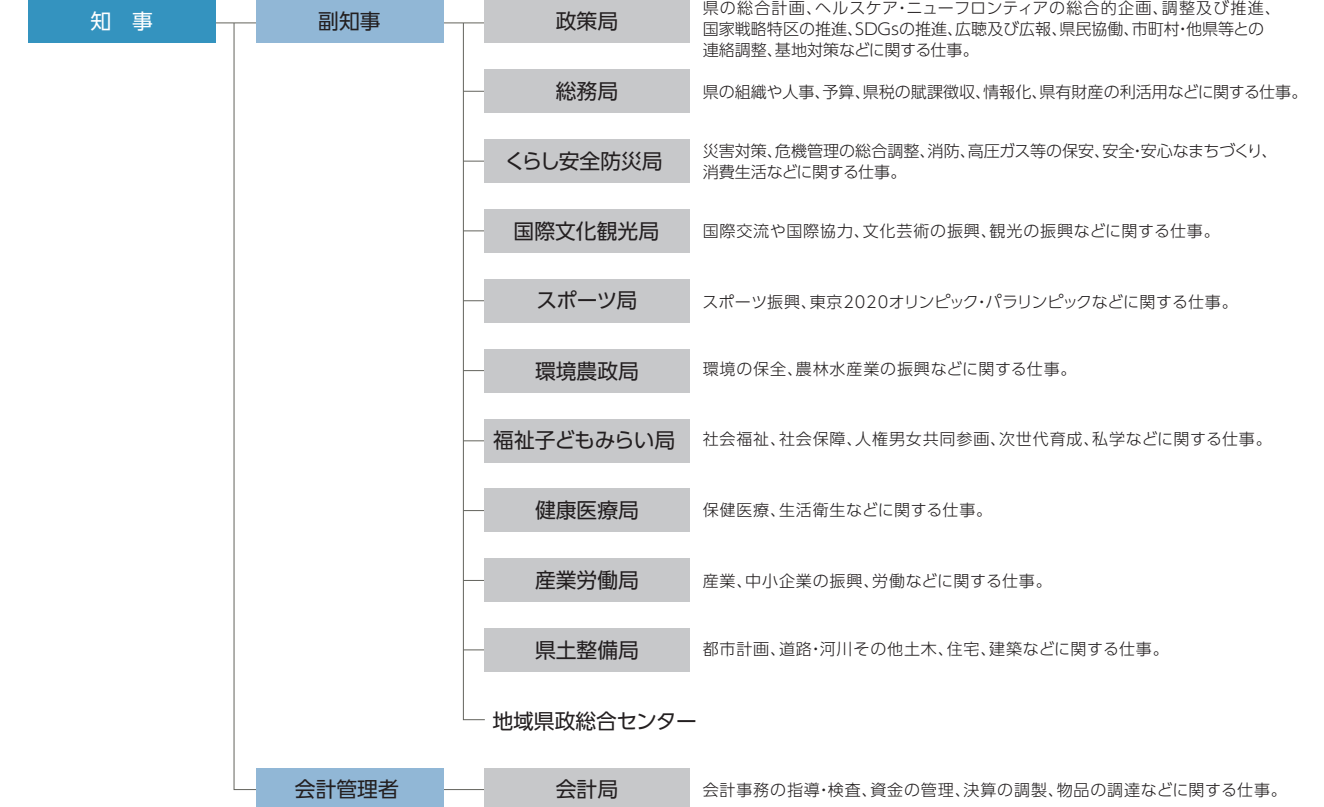 知　事
副知事
政策局
県の総合計画、ヘルスケア・ニューフロンティアの総合的企画、調整及び推進、
国家戦略特区の推進、SDGsの推進、広聴及び広報、県民協働、市町村・他県等との
連絡調整、基地対策などに関する仕事。
総務局
県の組織や人事、予算、県税の賦課徴収、情報化、県有財産の利活用などに関する仕事。
くらし安全防災局
災害対策、危機管理の総合調整、消防、高圧ガス等の保安、安全・安心なまちづくり、
消費生活などに関する仕事。
国際文化観光局
国際交流や国際協力、文化芸術の振興、観光の振興などに関する仕事。
スポーツ局
スポーツ振興、東京2020オリンピック・パラリンピックなどに関する仕事。
環境農政局
環境の保全、農林水産業の振興などに関する仕事。
福祉子どもみらい局
社会福祉、社会保障、人権男女共同参画、次世代育成、私学などに関する仕事。
健康医療局
保健医療、生活衛生などに関する仕事。
産業労働局
産業、中小企業の振興、労働などに関する仕事。
県土整備局
都市計画、道路・河川その他土木、住宅、建築などに関する仕事。
地域県政総合センター
会計管理者
会計局
会計事務の指導・検査、資金の管理、決算の調製、物品の調達などに関する仕事。